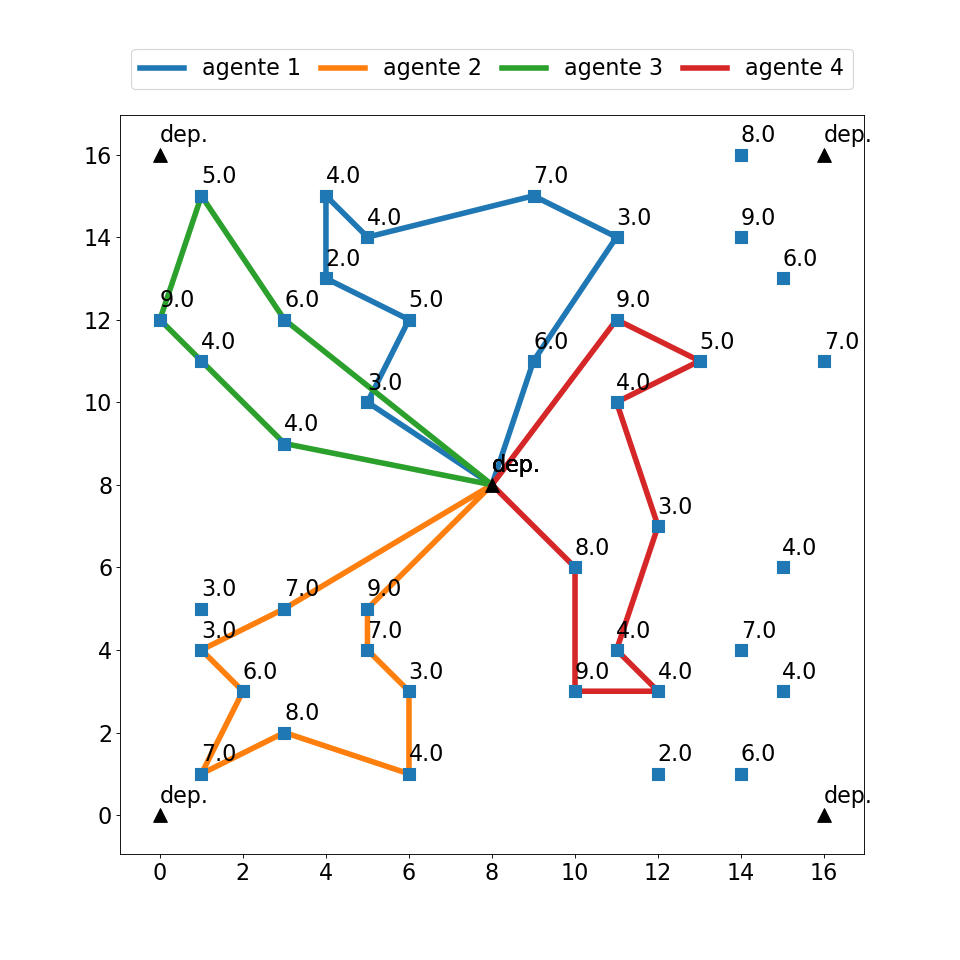 agente 1 agente 2 agente 3 agente 4
dep. 8.0 dep.
16
5.0 4.0 7.0
4.0 3.0 9.0
14
2.0 6.0
9.0 6.0 5.0 9.0
12
4.0 6.0 5.0 7.0
3.0 4.0
10
4.0
dep.
8
3.0
8.0 4.0
6
3.0 7.0 9.0
3.0 7.0 4.0 7.0
4
6.0 3.0 9.0 4.0 4.0
8.0
2
7.0 4.0 2.0 6.0
dep. dep.
0
0 2 4 6 8 10 12 14 16